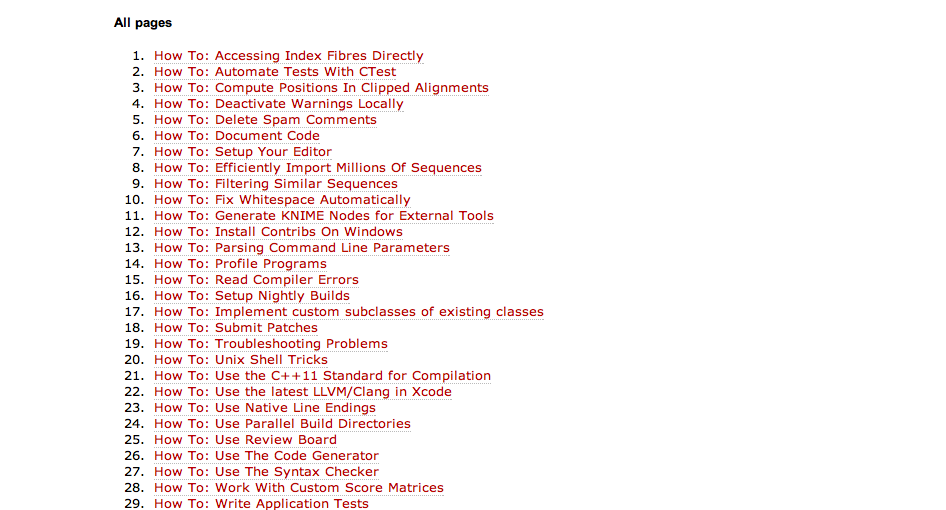 All pages
1. How To: Accessing Index Fibres Directly
2. How To: Automate Tests With CTest
3. How To: Compute Positions In Clipped Alignments
4. How To: Deactivate Warnings Locally
5. How To: Delete Spam Comments
6. How To: Document Code
7. How To: Setup Your Editor
8. How To: Efficiently Import Millions Of Sequences
9. How To: Filtering Similar Sequences
10. How To: Fix Whitespace Automatically
11. How To: Generate KNIME Nodes for External Tools
12. How To: Install Contribs On Windows
13. How To: Parsing Command Line Parameters
14. How To: Profile Programs
15. How To: Read Compiler Errors
16. How To: Setup Nightly Builds
17. How To: Implement custom subclasses of existing classes
18. How To: Submit Patches
19. How To: Troubleshooting Problems
20. How To: Unix Shell Tricks
21. How To: Use the C++11 Standard for Compilation
22. How To: Use the latest LLVM/Clang in Xcode
23. How To: Use Native Line Endings
24. How To: Use Parallel Build Directories
25. How To: Use Review Board
26. How To: Use The Code Generator
27. How To: Use The Syntax Checker
28. How To: Work With Custom Score Matrices
29. How To: Write Application Tests